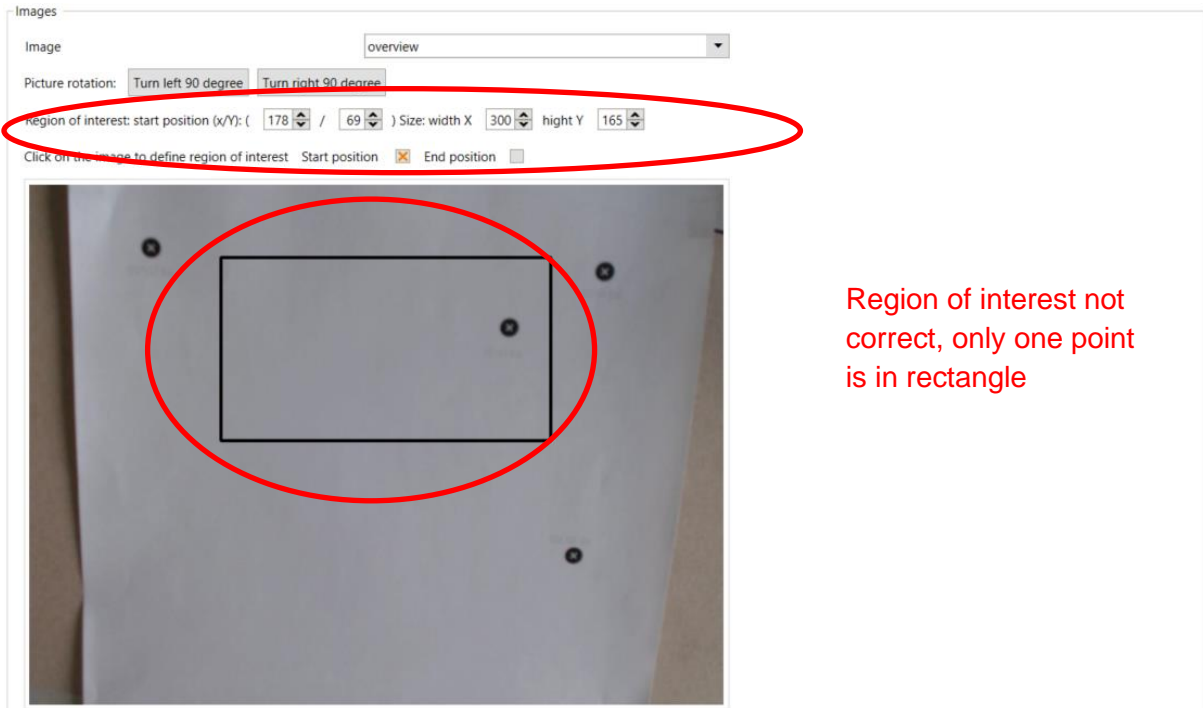 Images
Image overview
Picture rotation: Turn left 90 degree Turn right 90 degree
Region of interest: start position (x/Y): ( 178 / 69 ) Size: width X 300 hight Y 165
Click on the image to define region of interest Start position End position
Region of interest not
correct, only one point
is in rectangle